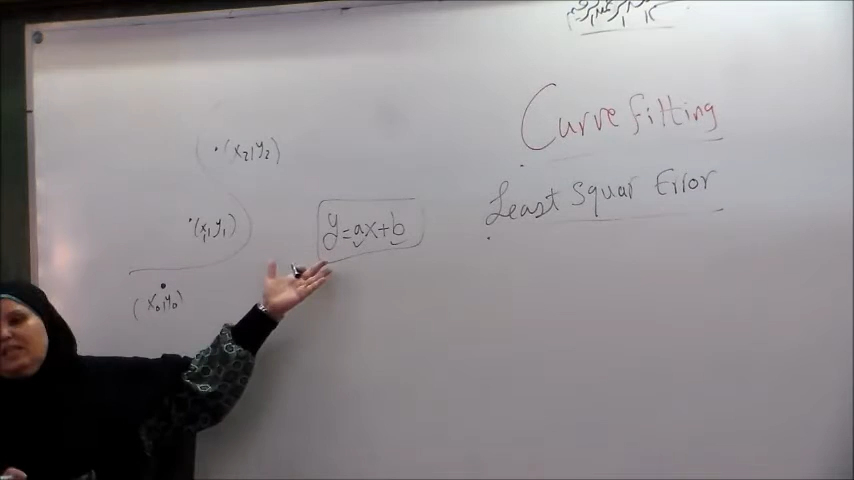 Curve fitting
Least Squar Error
(x₂, y₂)
(x₁, y₁)
y=ax+b
(x₀, y₀)